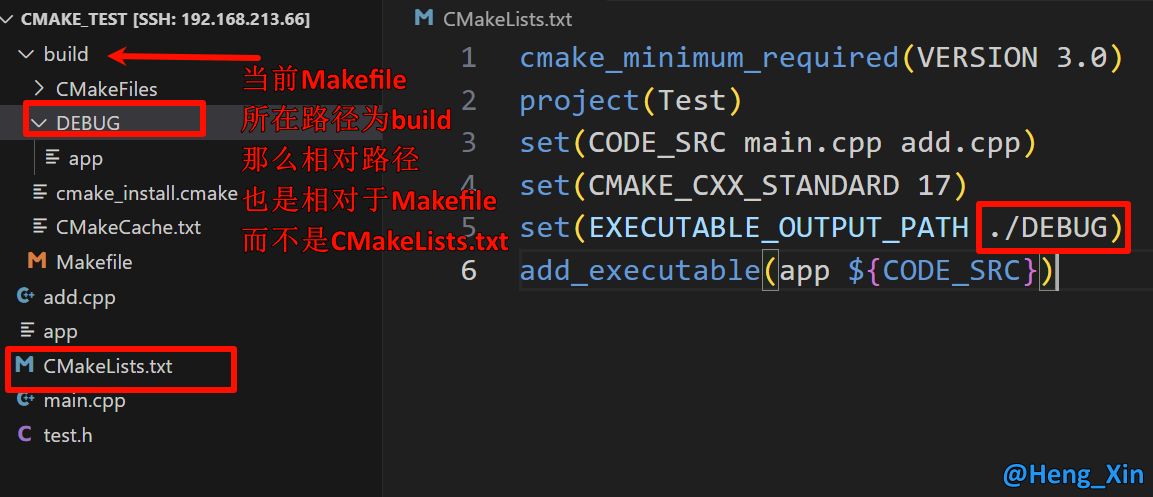 CMAKE_TEST [SSH: 192.168.213.66]
build
CMakeFiles
DEBUG
app
cmake_install.cmake
CMakeCache.txt
Makefile
add.cpp
app
CMakeLists.txt
main.cpp
test.h
当前Makefile
所在路径为build
那么相对路径
也是相对于Makefile
而不是CMakeLists.txt
CMakeLists.txt
1 cmake_minimum_required(VERSION 3.0)
2 project(Test)
3 set(CODE_SRC main.cpp add.cpp)
4 set(CMAKE_CXX_STANDARD 17)
5 set(EXECUTABLE_OUTPUT_PATH ./DEBUG)
6 add_executable(app ${CODE_SRC})
@Heng_Xin